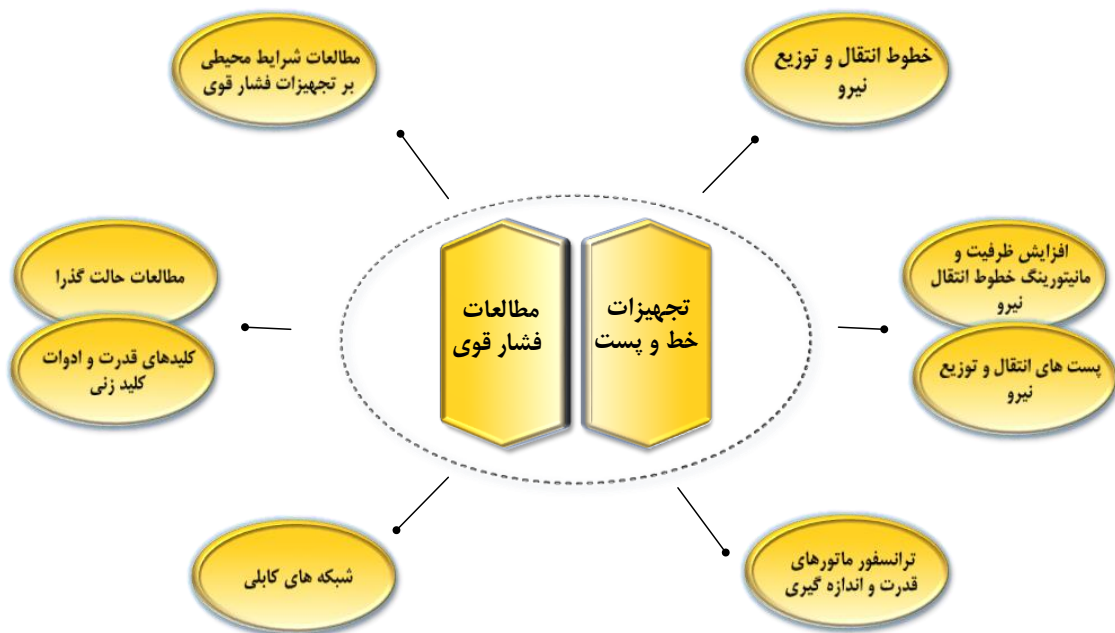 خطوط انتقال و توزیع
نیرو
مطالعات شرایط محیطی
بر تجهیزات فشار قوی
افزایش ظرفیت و
مانیتورینگ خطوط انتقال
نیرو
پست های انتقال و توزیع
نیرو
تجهیزات
خط و پست
مطالعات
فشار قوی
مطالعات حالت گذرا
کلیدهای قدرت و ادوات
کلید زنی
ترانسفور ماتورهای
قدرت و اندازه گیری
شبکه های کابلی